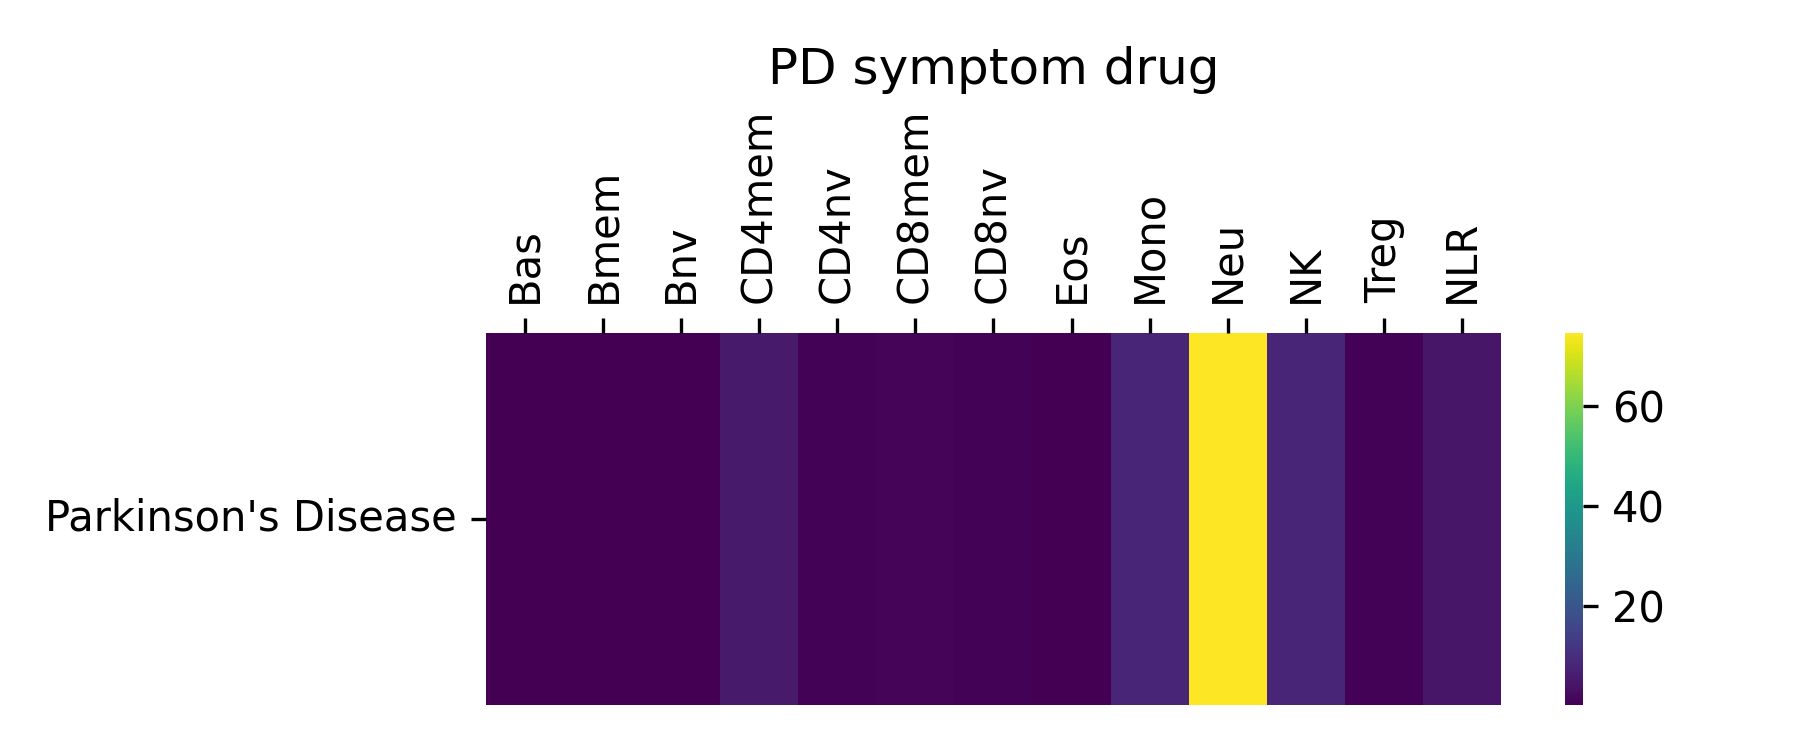 PD symptom drug
Bas
Bmem
Bnv
CD4mem
CD4nv
CD8mem
CD8nv
Eos
Mono
Neu
NK
Treg
NLR
Parkinson's Disease
60
40
20